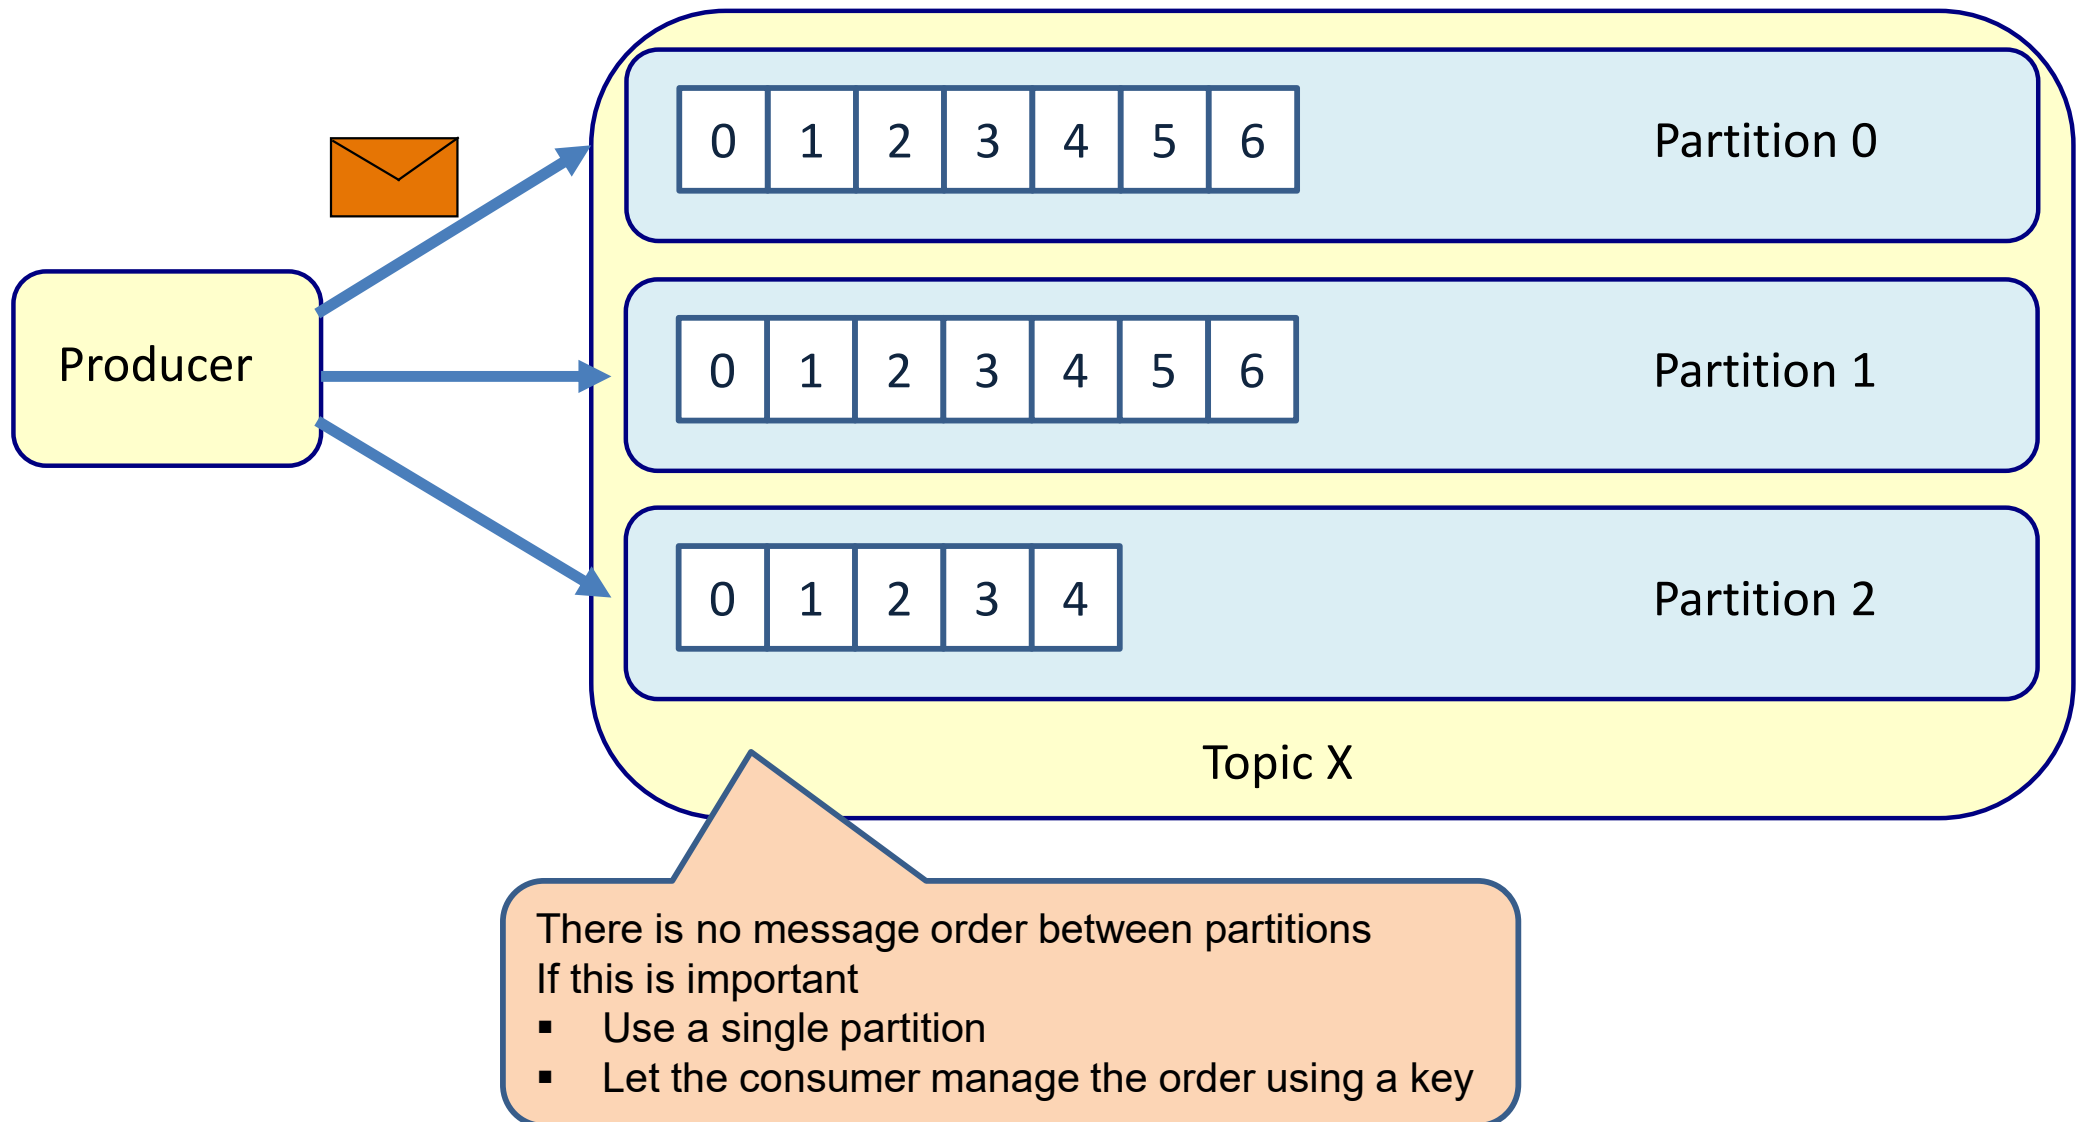 0 1 2 3 4 5 6
Partition 0
Producer
0 1 2 3 4 5 6
Partition 1
0 1 2 3 4
Partition 2
Topic X
There is no message order between partitions
If this is important
▪ Use a single partition
▪ Let the consumer manage the order using a key